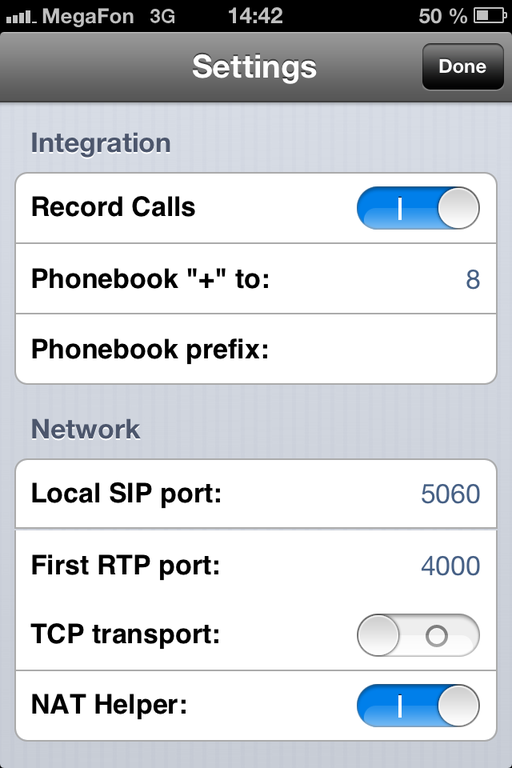 MegaFon 3G 14:42 50 %
Settings Done
Integration
Record Calls
Phonebook "+" to: 8
Phonebook prefix:
Network
Local SIP port: 5060
First RTP port: 4000
TCP transport:
NAT Helper: